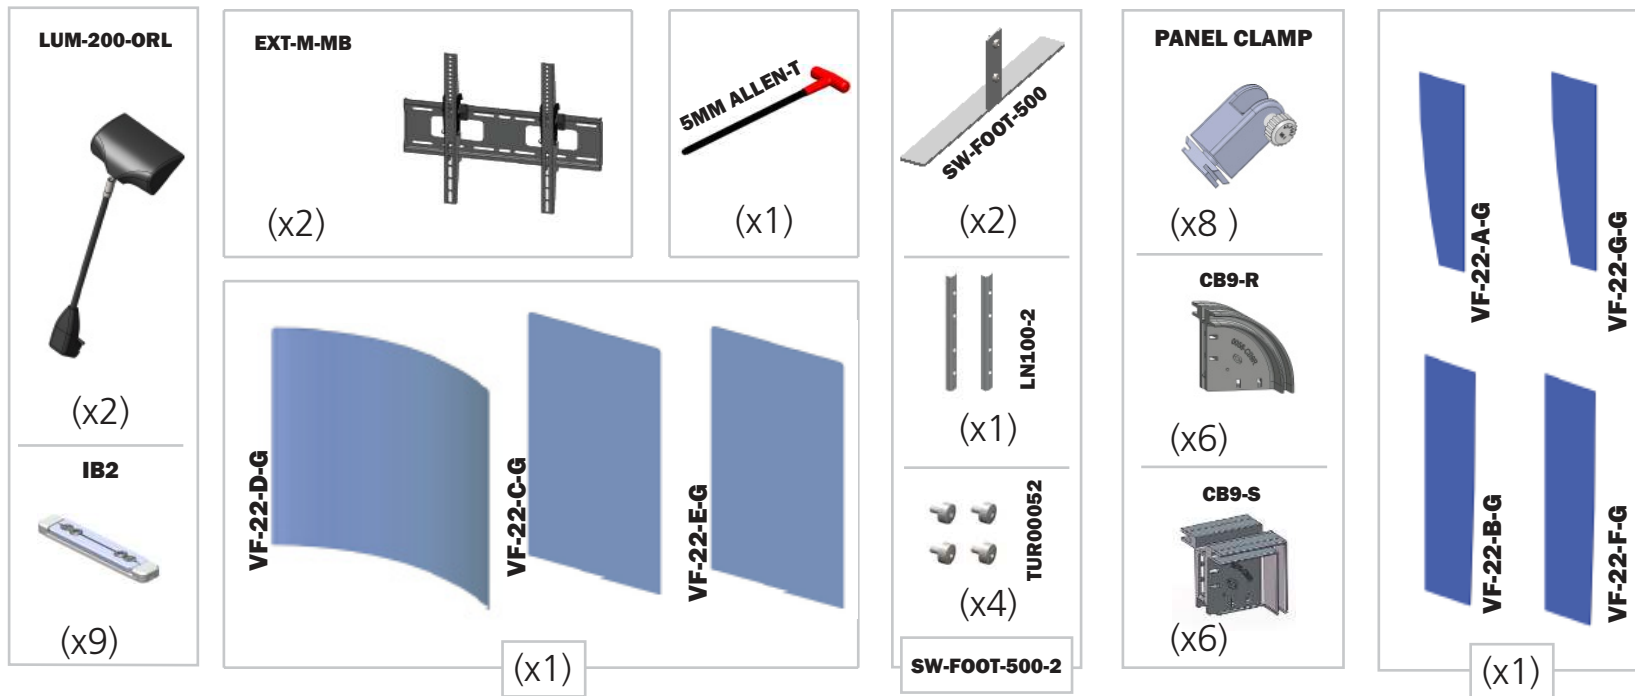 LUM-200-ORL
(x2)
IB2
(x9)
EXT-M-MB
(x2)
5MM ALLEN-T
(x1)
VF-22-D-G
VF-22-C-G
VF-22-E-G
(x1)
SW-FOOT-500
(x2)
LN100-2
(x1)
TUR00052
(x4)
SW-FOOT-500-2
PANEL CLAMP
(x8 )
CB9-R
(x6)
CB9-S
(x6)
VF-22-A-G
VF-22-G-G
VF-22-B-G
VF-22-F-G
(x1)